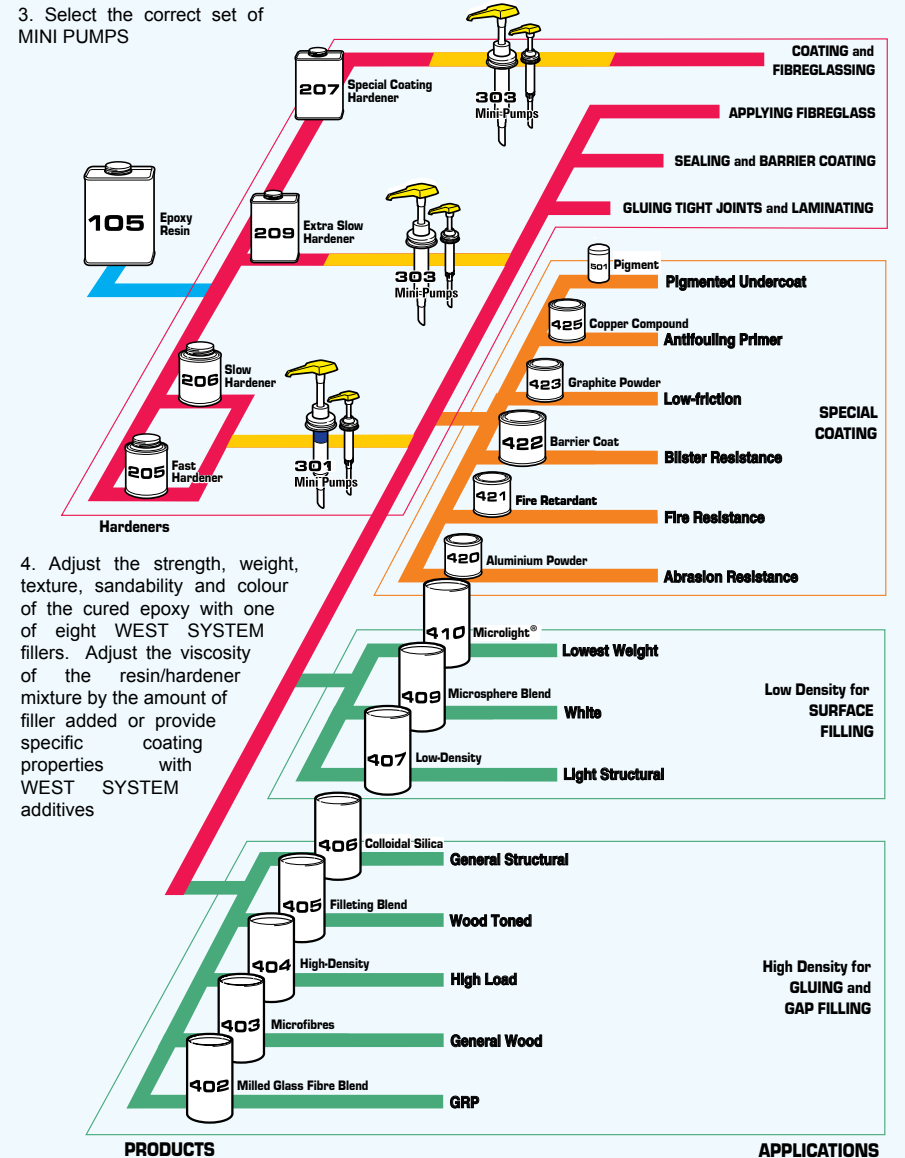 3. Select the correct set of
MINI PUMPS
207
Special Coating
Hardener
303
Mini-Pumps
COATING and
FIBREGLASSING
APPLYING FIBREGLASS
SEALING and BARRIER COATING
GLUING TIGHT JOINTS and LAMINATING
105
Epoxy
Resin
209
Extra Slow
Hardener
303
Mini-Pumps
206
Slow
Hardener
205
Fast
Hardener
301
Mini Pumps
Hardeners
501
Pigment
Pigmented Undercoat
425
Copper Compound
Antifouling Primer
423
Graphite Powder
Low-friction
422
Barrier Coat
Blister Resistance
421
Fire Retardant
Fire Resistance
420
Aluminium Powder
Abrasion Resistance
SPECIAL
COATING
4. Adjust the strength, weight,
texture, sandability and colour
of the cured epoxy with one
of eight WEST SYSTEM
fillers. Adjust the viscosity
of the resin/hardener
mixture by the amount of
filler added or provide
specific coating
properties with
WEST SYSTEM
additives
410
Microlight®
Lowest Weight
409
Microsphere Blend
White
407
Low-Density
Light Structural
Low Density for
SURFACE
FILLING
406
Colloidal Silica
General Structural
405
Filleting Blend
Wood Toned
404
High-Density
High Load
403
Microfibres
General Wood
402
Milled Glass Fibre Blend
GRP
High Density for
GLUING and
GAP FILLING
PRODUCTS
APPLICATIONS